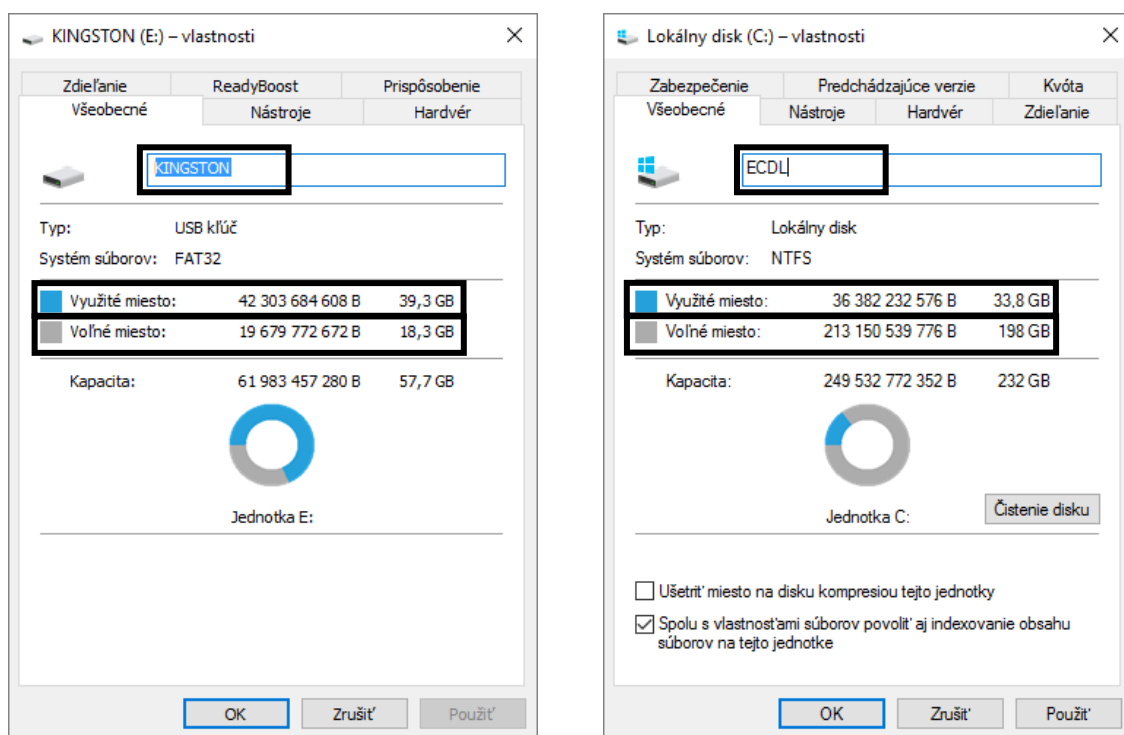 KINGSTON (E:) – vlastnosti
Zdieľanie ReadyBoost Prispôsobenie
Všeobecné Nástroje Hardvér
KINGSTON
Typ: USB kľúč
Systém súborov: FAT32
Využité miesto: 42 303 684 608 B 39,3 GB
Voľné miesto: 19 679 772 672 B 18,3 GB
Kapacita: 61 983 457 280 B 57,7 GB
Jednotka E:
OK Zrušiť Použiť
Lokálny disk (C:) – vlastnosti
Zabezpečenie Predchádzajúce verzie Kvóta
Všeobecné Nástroje Hardvér Zdieľanie
ECDL
Typ: Lokálny disk
Systém súborov: NTFS
Využité miesto: 36 382 232 576 B 33,8 GB
Voľné miesto: 213 150 539 776 B 198 GB
Kapacita: 249 532 772 352 B 232 GB
Jednotka C:
Čistenie disku
Ušetriť miesto na disku kompresiou tejto jednotky
Spolu s vlastnosťami súborov povoliť aj indexovanie obsahu
súborov na tejto jednotke
OK Zrušiť Použiť